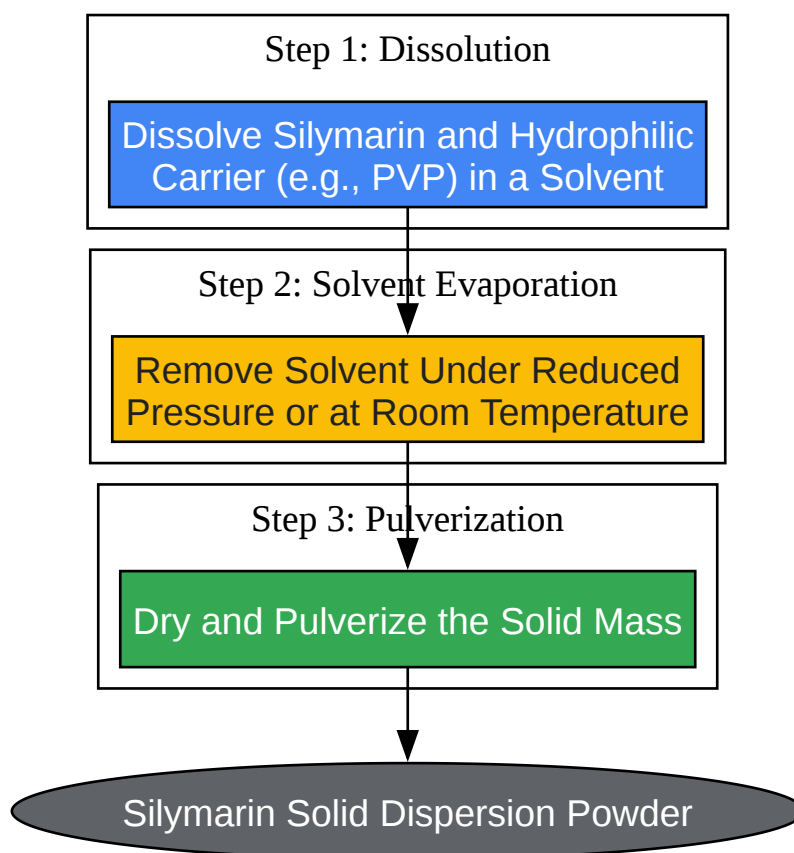 Step 1: Dissolution
Dissolve Silymarin and Hydrophilic
Carrier (e.g., PVP) in a Solvent
Step 2: Solvent Evaporation
Remove Solvent Under Reduced
Pressure or at Room Temperature
Step 3: Pulverization
Dry and Pulverize the Solid Mass
Silymarin Solid Dispersion Powder